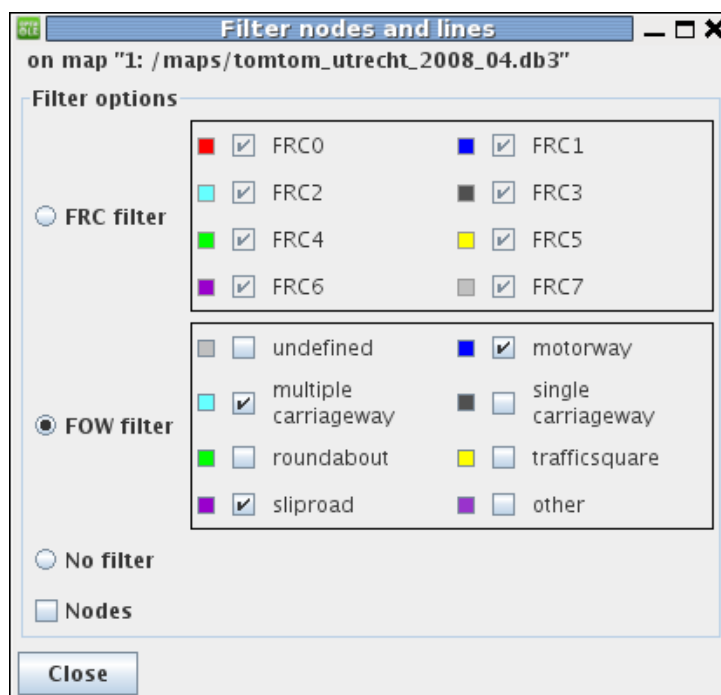 OPEN OLR
Filter nodes and lines
on map "1: /maps/tomtom_utrecht_2008_04.db3"
Filter options
FRC filter
FRC0
FRC1
FRC2
FRC3
FRC4
FRC5
FRC6
FRC7
FOW filter
undefined
motorway
multiple
carriageway
single
carriageway
roundabout
trafficsquare
sliproad
other
No filter
Nodes
Close